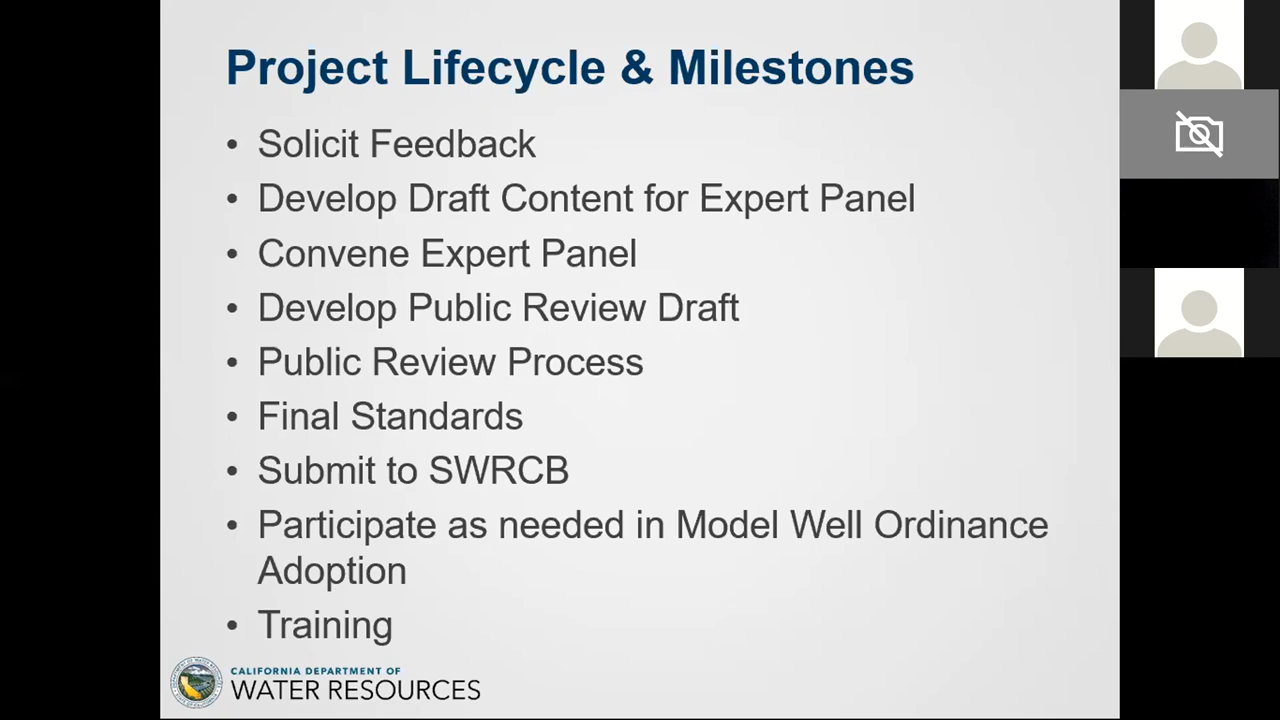 Project Lifecycle & Milestones
• Solicit Feedback
• Develop Draft Content for Expert Panel
• Convene Expert Panel
• Develop Public Review Draft
• Public Review Process
• Final Standards
• Submit to SWRCB
• Participate as needed in Model Well Ordinance
Adoption
• Training
CALIFORNIA DEPARTMENT OF
WATER RESOURCES